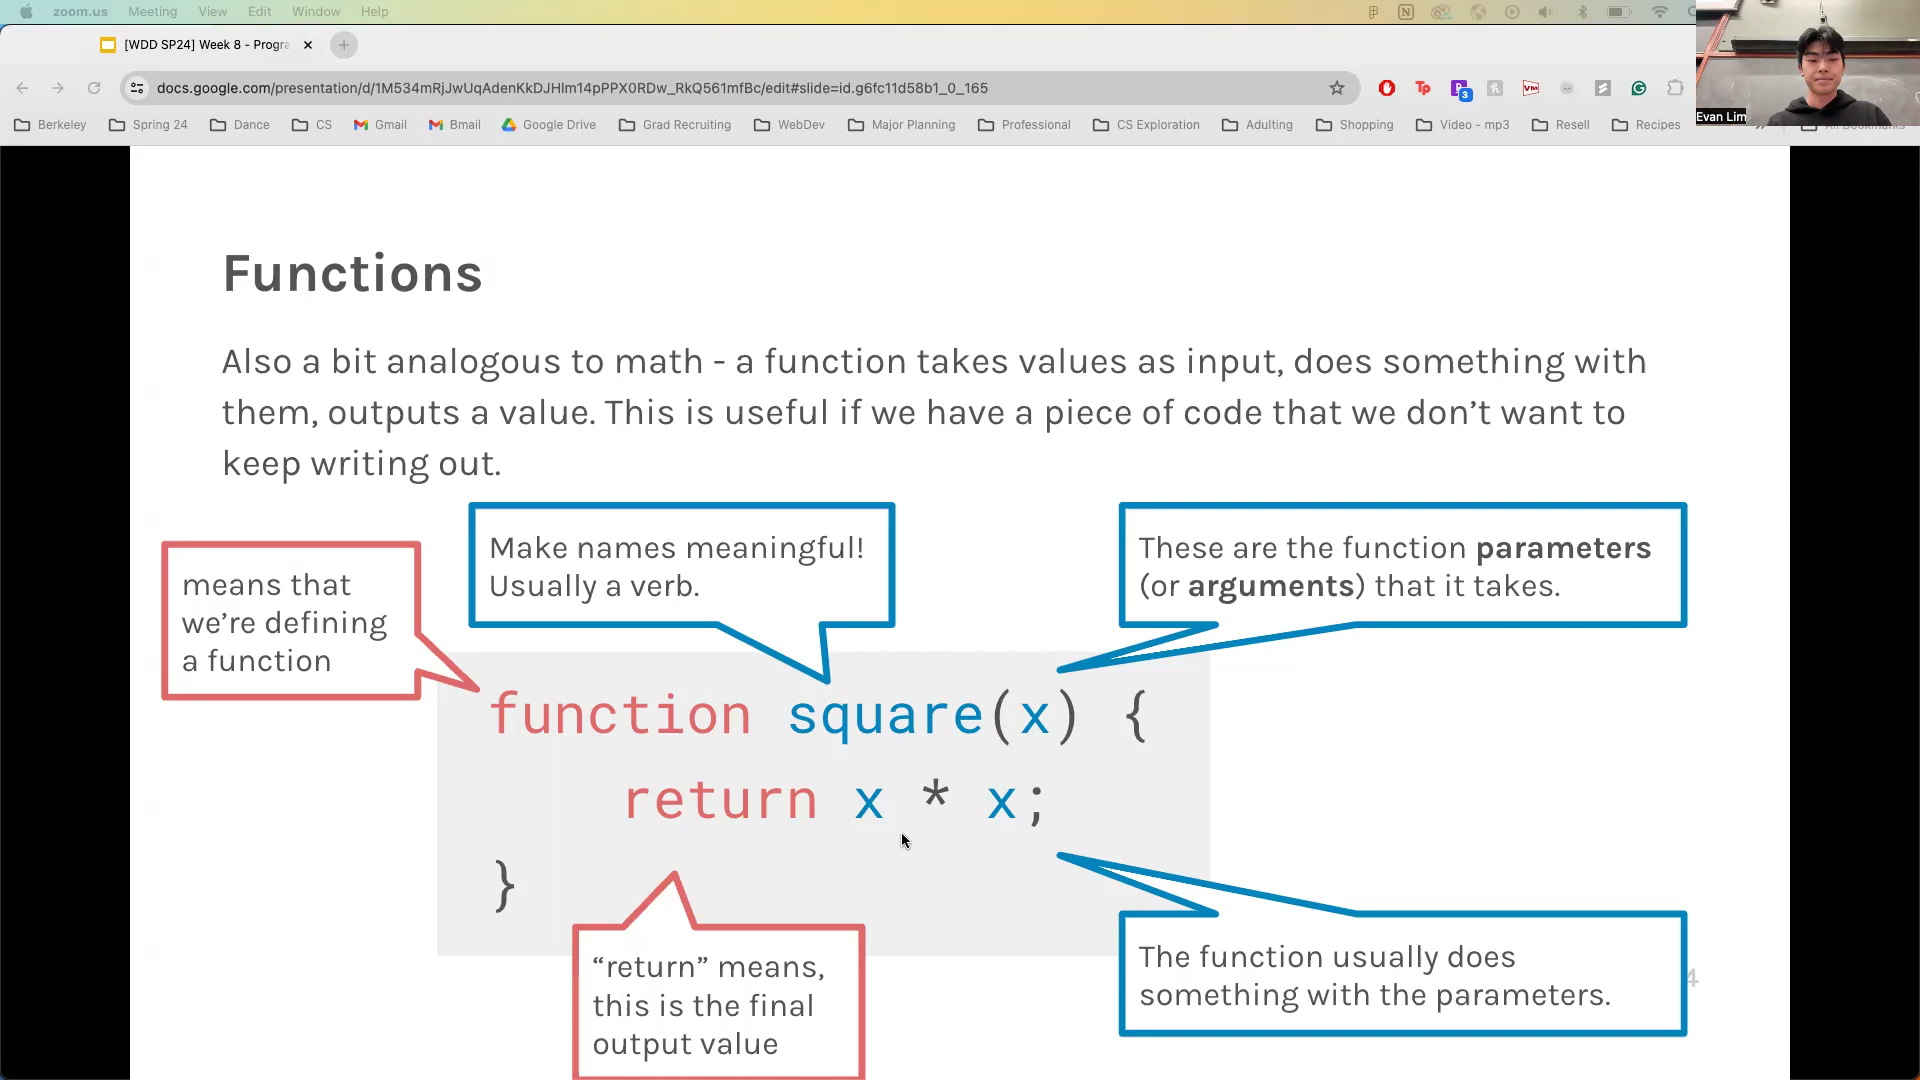 zoom.us Meeting View Edit Window Help
[WDD SP24] Week 8 - Progra
docs.google.com/presentation/d/1M534mRjJwUqAdenKkDJHlm14pPPX0RDw_RkQ561mfBc/edit#slide=id.g6fc11d58b1_0_165
Berkeley Spring 24 Dance CS Gmail Bmail Google Drive Grad Recruiting WebDev Major Planning Professional CS Exploration Adulting Shopping Video - mp3 Resell Recipes All Bookmarks
Evan Lim
Functions
Also a bit analogous to math - a function takes values as input, does something with
them, outputs a value. This is useful if we have a piece of code that we don’t want to
keep writing out.
means that
we’re defining
a function
Make names meaningful!
Usually a verb.
These are the function parameters
(or arguments) that it takes.
function square(x) {
return x * x;
}
“return” means,
this is the final
output value
The function usually does
something with the parameters.
4